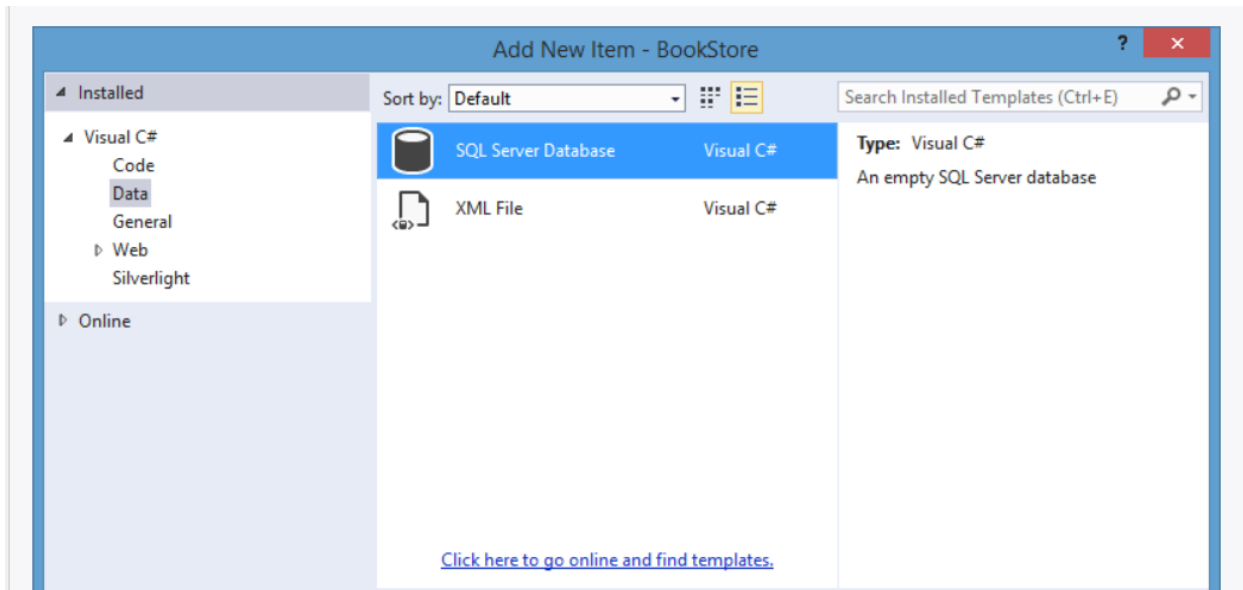 Add New Item - BookStore
?
Installed
Sort by: Default
Search Installed Templates (Ctrl+E)
Visual C#
Code
Data
General
Web
Silverlight
Online
SQL Server Database Visual C#
XML File Visual C#
Click here to go online and find templates.
Type: Visual C#
An empty SQL Server database